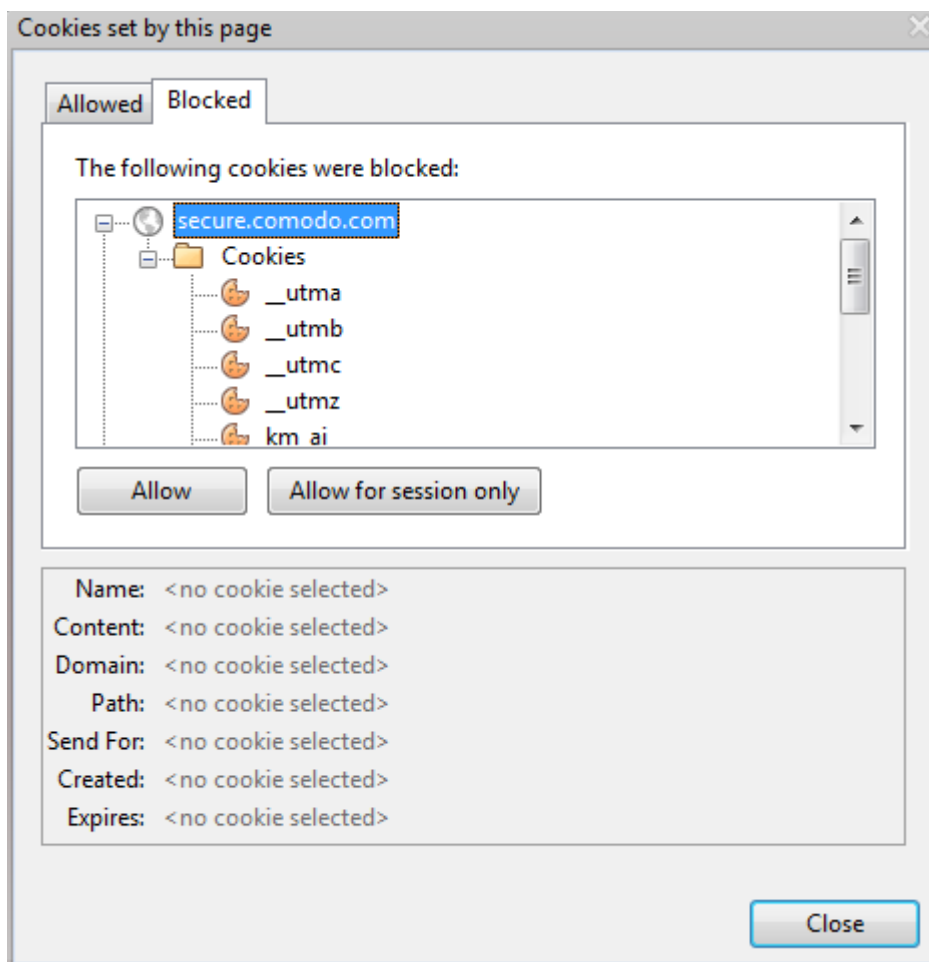 Cookies set by this page
Allowed Blocked
The following cookies were blocked:
secure.comodo.com
Cookies
__utma
__utmb
__utmc
__utmz
km_ai
Allow Allow for session only
Name: <no cookie selected>
Content: <no cookie selected>
Domain: <no cookie selected>
Path: <no cookie selected>
Send For: <no cookie selected>
Created: <no cookie selected>
Expires: <no cookie selected>
Close